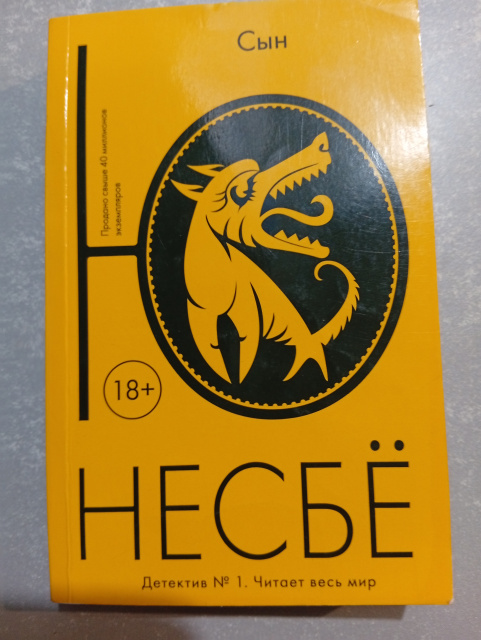 Сын
Ю
Продано свыше 40 миллионов
экземпляров
18+
НЕСБЁ
Детектив № 1. Читает весь мир